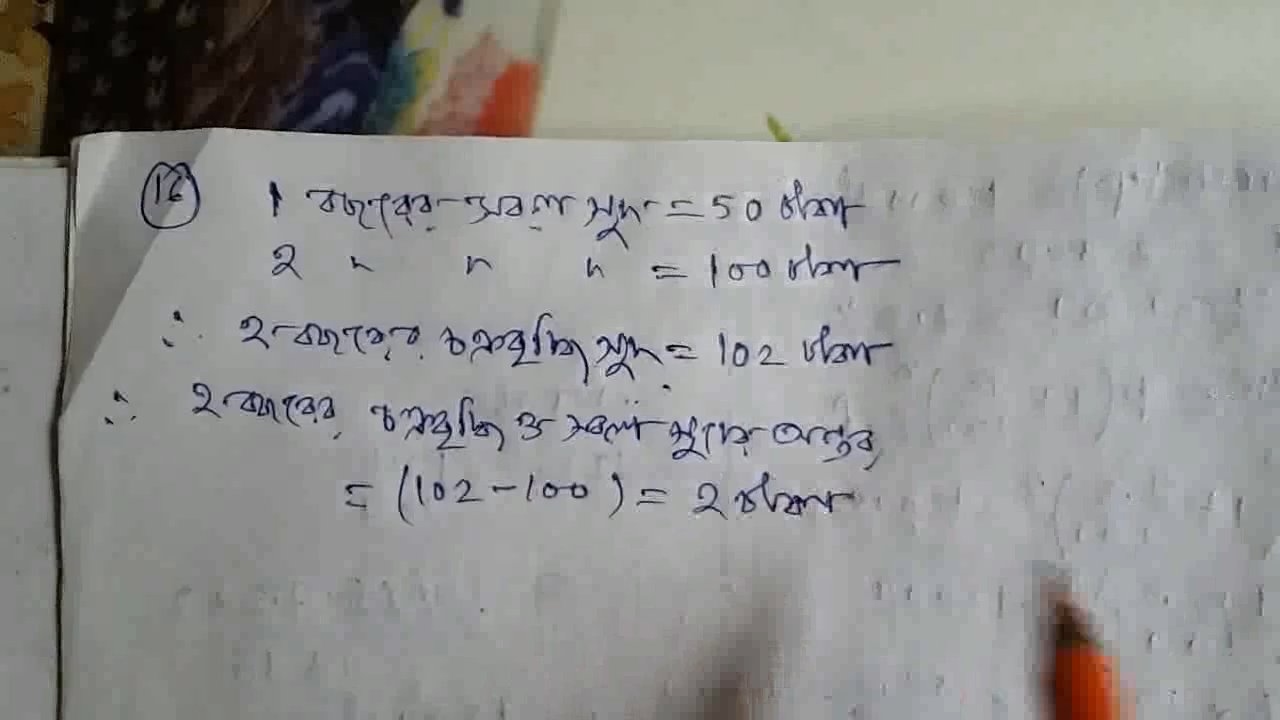 16 1 বছরের সরল সুদ = 50 টাকা
2 " " " = 100 টাকা
∴ 2 বছরের চক্রবৃদ্ধি সুদ = 102 টাকা
∴ 2 বছরের চক্রবৃদ্ধি ও সরল সুদের অন্তর
= (102 - 100) = 2 টাকা